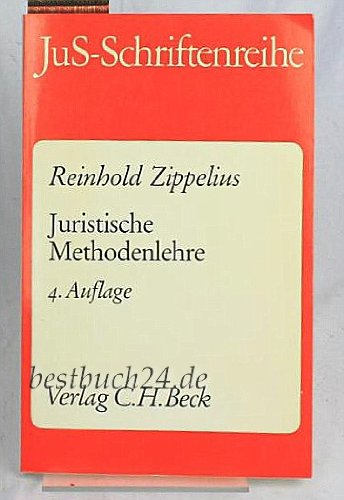 JuS-Schriftenreihe
Reinhold Zippelius
Juristische
Methodenlehre
4. Auflage
bestbuch24.de
Verlag C.H.Beck